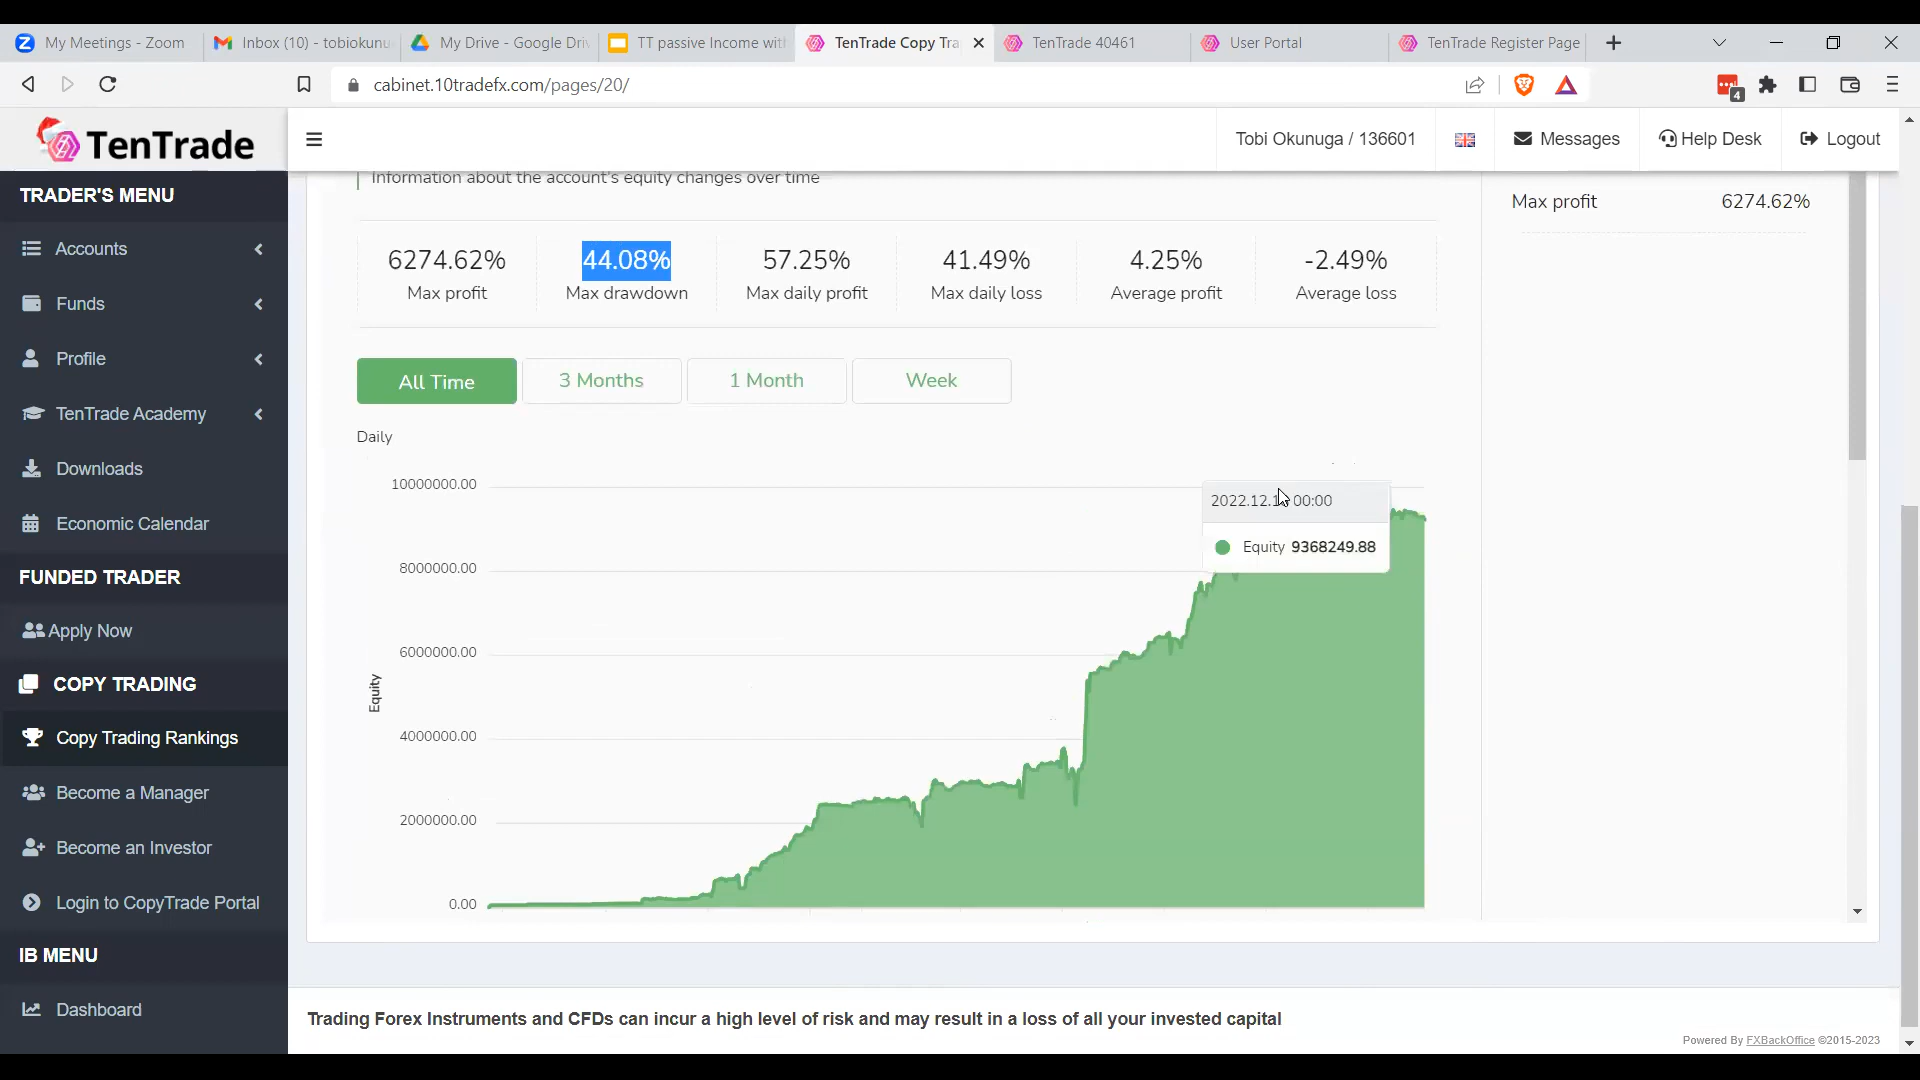 My Meetings - Zoom
Inbox (10) - tobiokunu
My Drive - Google Driv
TT passive Income with
TenTrade Copy Tra
TenTrade 40461
User Portal
TenTrade Register Page
cabinet.10tradefx.com/pages/20/
4
TenTrade
Tobi Okunuga / 136601
Messages
Help Desk
Logout
TRADER'S MENU
Accounts
Funds
Profile
TenTrade Academy
Downloads
Economic Calendar
FUNDED TRADER
Apply Now
COPY TRADING
Copy Trading Rankings
Become a Manager
Become an Investor
Login to CopyTrade Portal
IB MENU
Dashboard
Information about the account's equity changes over time
6274.62%
Max profit
44.08%
Max drawdown
57.25%
Max daily profit
41.49%
Max daily loss
4.25%
Average profit
-2.49%
Average loss
Max profit 6274.62%
All Time
3 Months
1 Month
Week
Daily
10000000.00
8000000.00
6000000.00
4000000.00
2000000.00
0.00
Equity
00:00
Equity 9368249.88
Trading Forex Instruments and CFDs can incur a high level of risk and may result in a loss of all your invested capital
Powered By FXBackOffice ©2015-2023